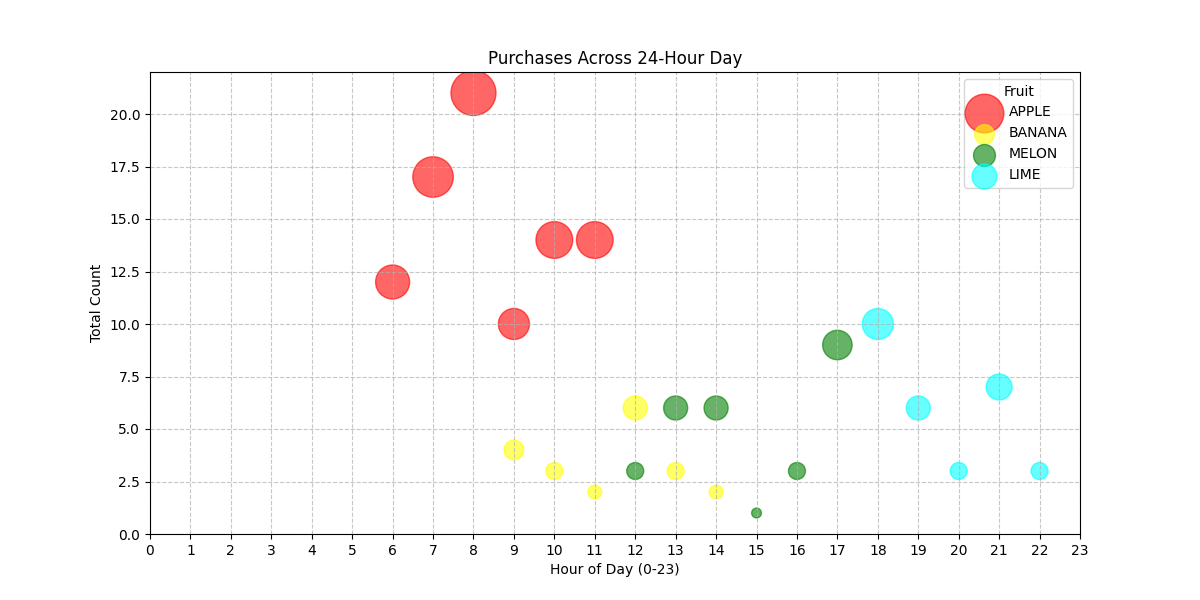 Purchases Across 24-Hour Day
Fruit
APPLE
BANANA
MELON
LIME
Total Count
20.0
17.5
15.0
12.5
10.0
7.5
5.0
2.5
0.0
0 1 2 3 4 5 6 7 8 9 10 11 12 13 14 15 16 17 18 19 20 21 22 23
Hour of Day (0-23)